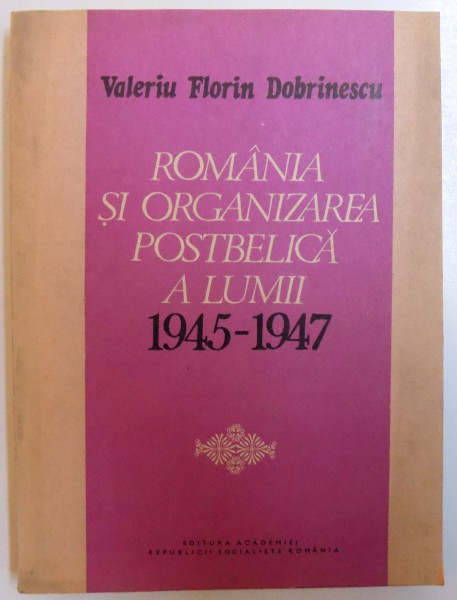 Valeriu Florin Dobrinescu
ROMÂNIA
ȘI ORGANIZAREA
POSTBELICĂ
A LUMII
1945-1947
EDITURA ACADEMIEI
REPUBLICII SOCIALISTE ROMÂNIA